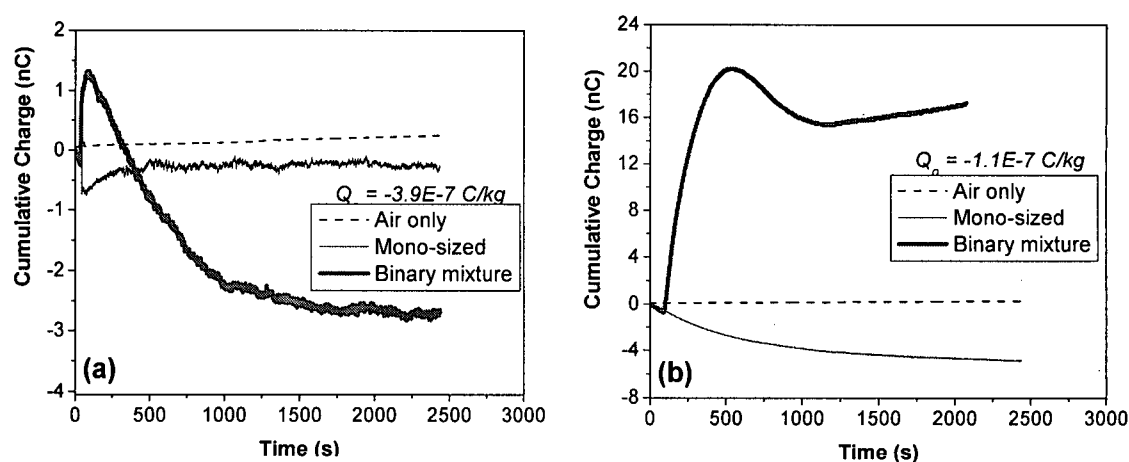 2
1
0
-1
-2
-3
-4
Cumulative Charge (nC)
Q = -3.9E-7 C/kg
Air only
Mono-sized
Binary mixture
(a)
0 500 1000 1500 2000 2500 3000
Time (s)
24
20
16
12
8
4
0
-4
-8
Cumulative Charge (nC)
Q0 = -1.1E-7 C/kg
Air only
Mono-sized
Binary mixture
(b)
0 500 1000 1500 2000 2500 3000
Time (s)